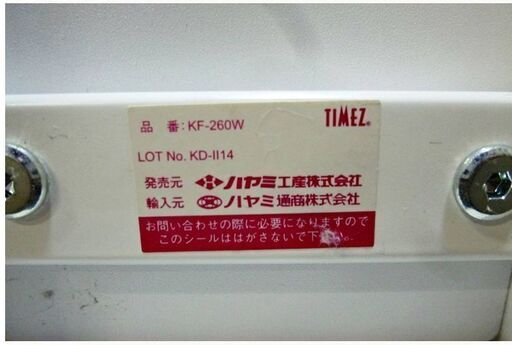 TIMEZ®
品 番:KF-260W
LOT No. KD-II14
発売元 ハヤミ工産株式会社
輸入元 ハヤミ通商株式会社
お問い合わせの際に必要になりますので
このシールははがさないで下さい。